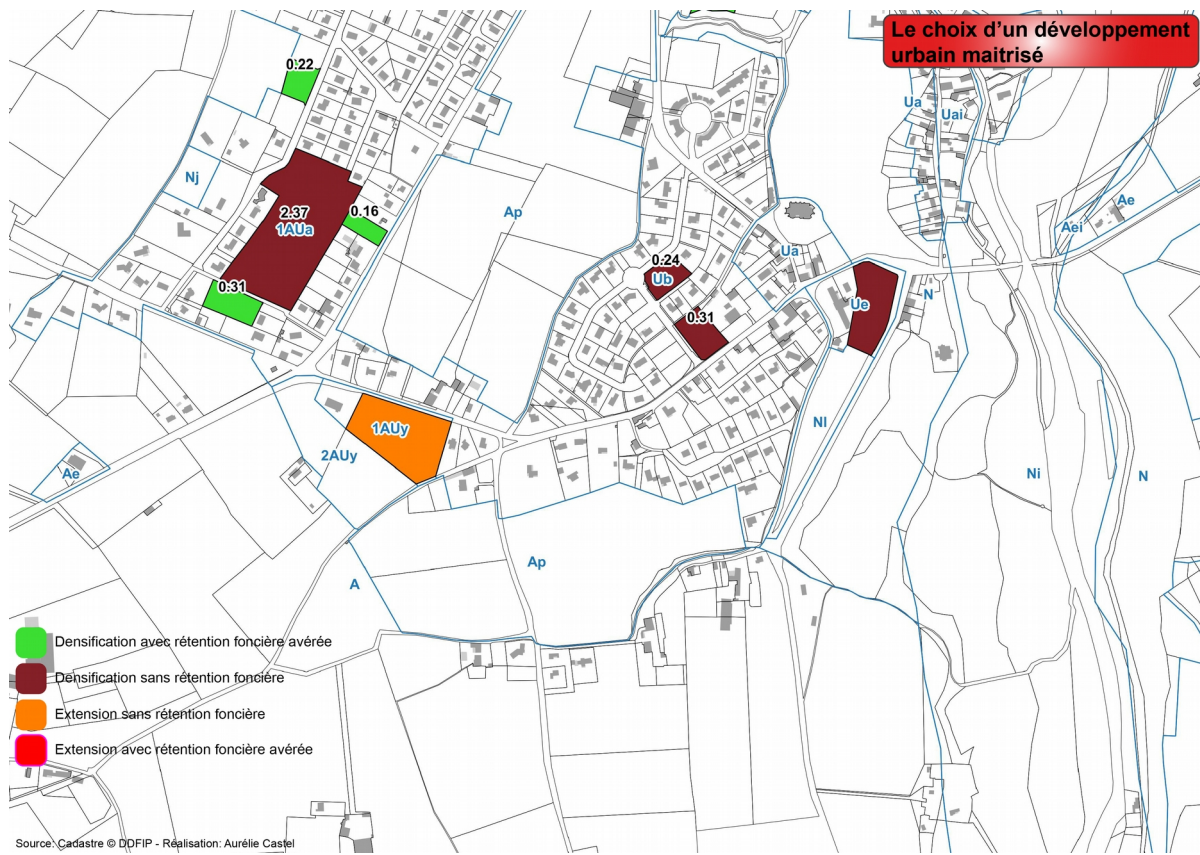 Le choix d'un développement
urbain maitrisé
0.22
Ua
Uai
Nj
Ap
2.37
1AUa
0.16
Ae
Aei
Ua
0.24
Ub
0.31
0.31
Ue
N
1AUy
2AUy
Nl
Ae
Ni
N
Ap
A
Densification avec rétention foncière avérée
Densification sans rétention foncière
Extension sans rétention foncière
Extension avec rétention foncière avérée
Source: Cadastre © DDFIP - Réalisation: Aurélie Castel